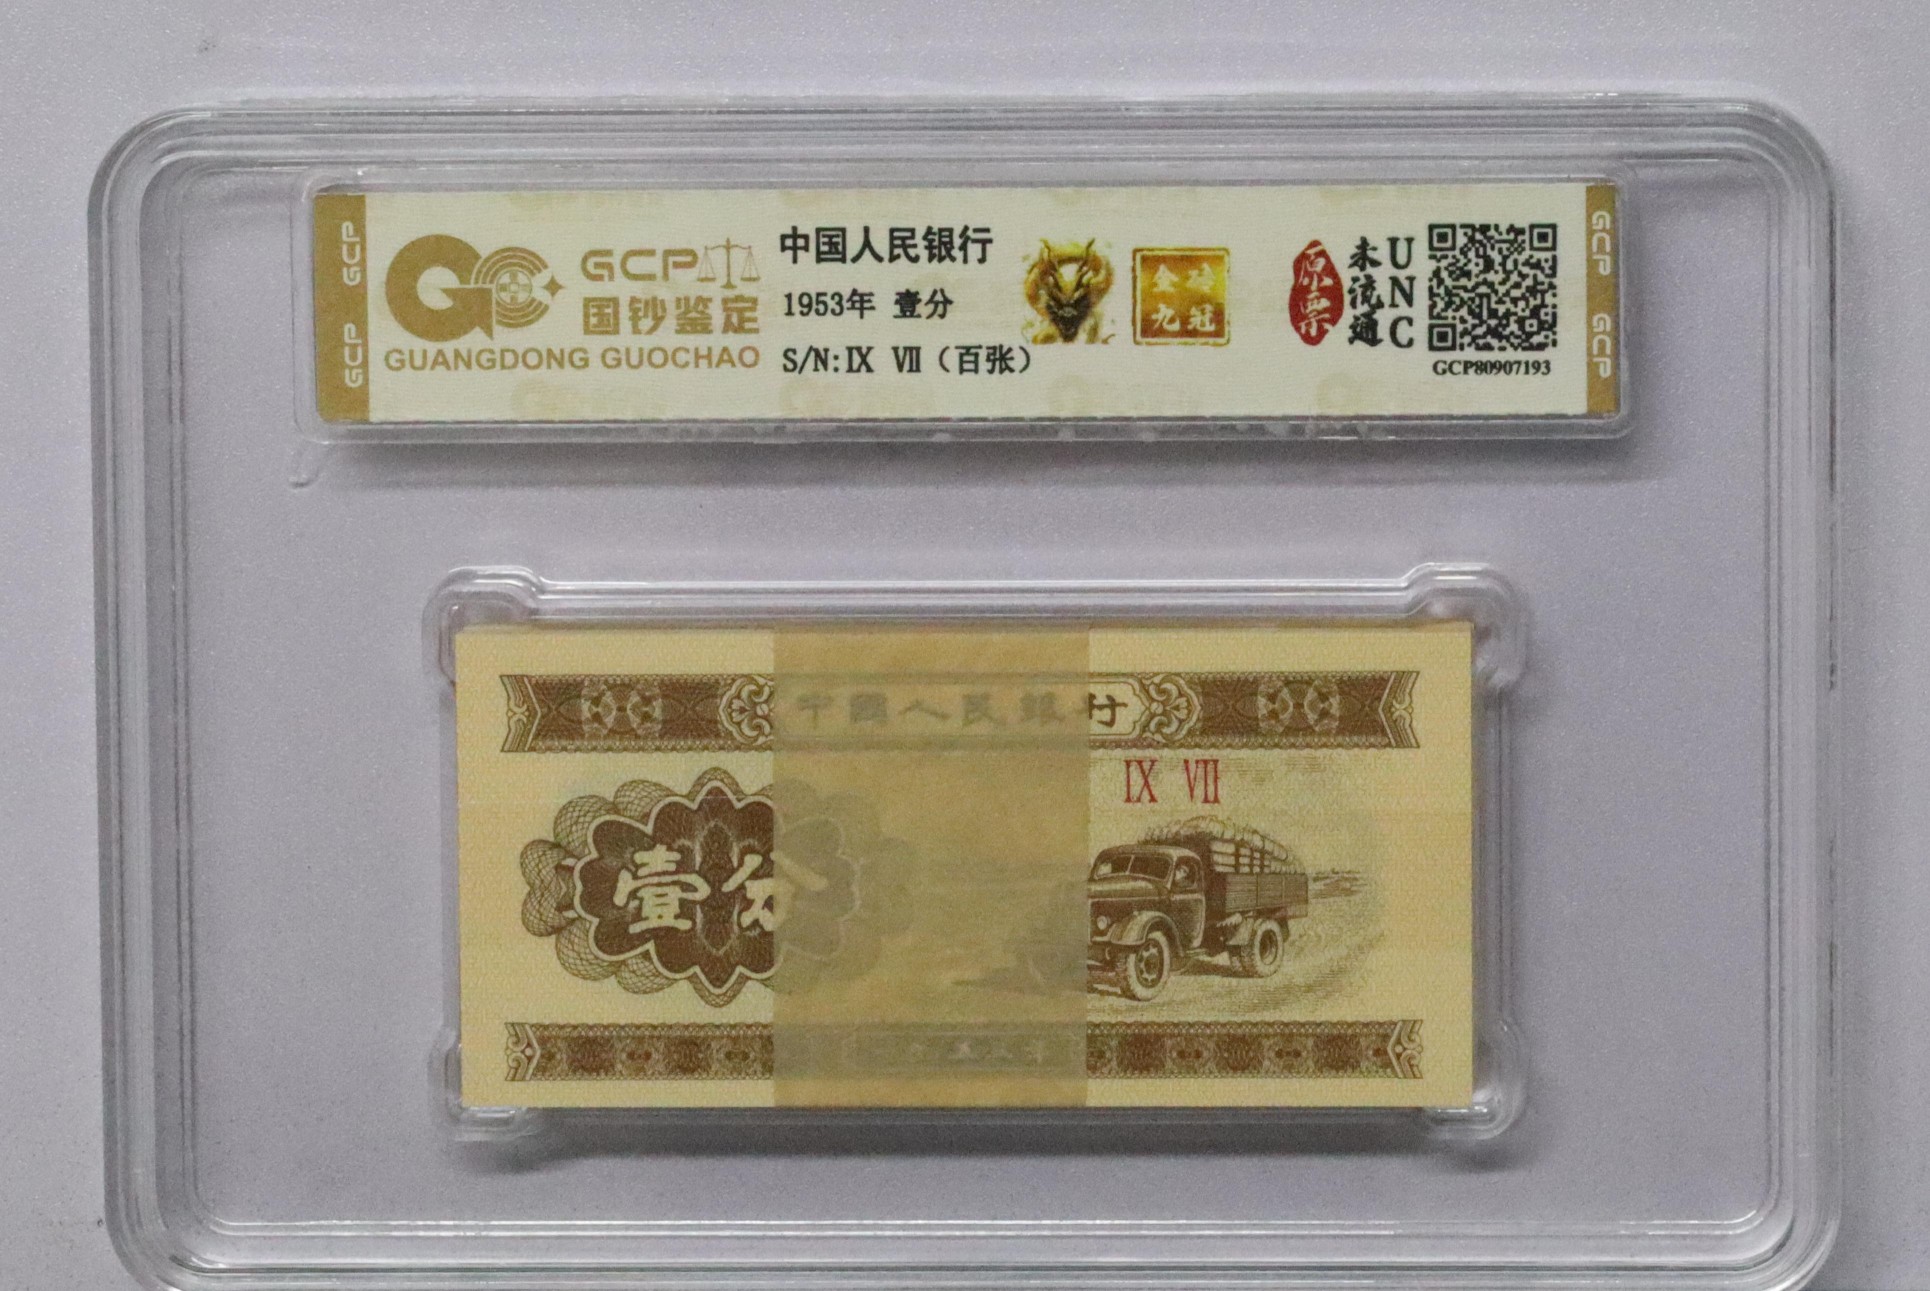 GCP
GCP
GCP
国钞鉴定
GUANGDONG GUOCHAO
中国人民银行
1953年 壹分
S/N:IX VII（百张）
金砖
九冠
原票
未流通
UNC
GCP80907193
GCP
GCP
中國人民銀行
IX VII
壹分